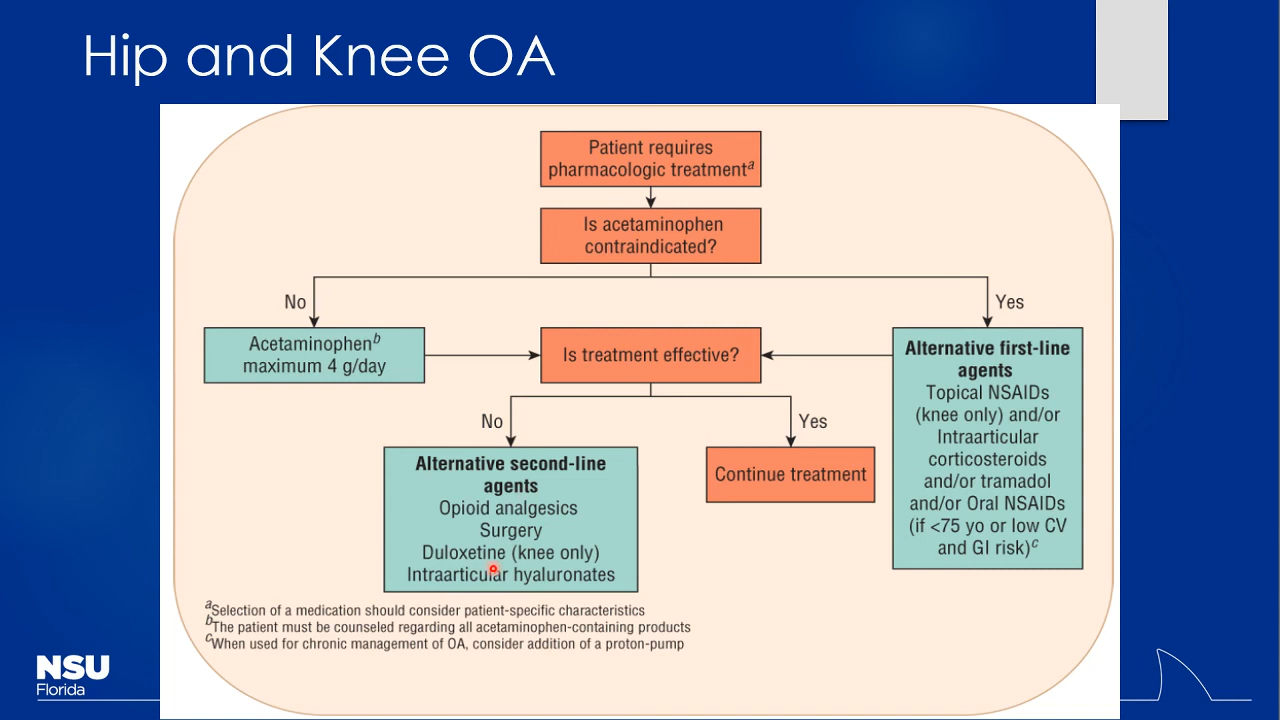 Hip and Knee OA
Patient requires
pharmacologic treatmentᵃ
Is acetaminophen
contraindicated?
No
Yes
Acetaminophenᵇ
maximum 4 g/day
Is treatment effective?
Alternative first-line
agents
Topical NSAIDs
(knee only) and/or
Intraarticular
corticosteroids
and/or tramadol
and/or Oral NSAIDs
(if <75 yo or low CV
and GI risk)ᶜ
No
Yes
Alternative second-line
agents
Opioid analgesics
Surgery
Duloxetine (knee only)
Intraarticular hyaluronates
Continue treatment
ᵃSelection of a medication should consider patient-specific characteristics
ᵇThe patient must be counseled regarding all acetaminophen-containing products
ᶜWhen used for chronic management of OA, consider addition of a proton-pump
NSU
Florida